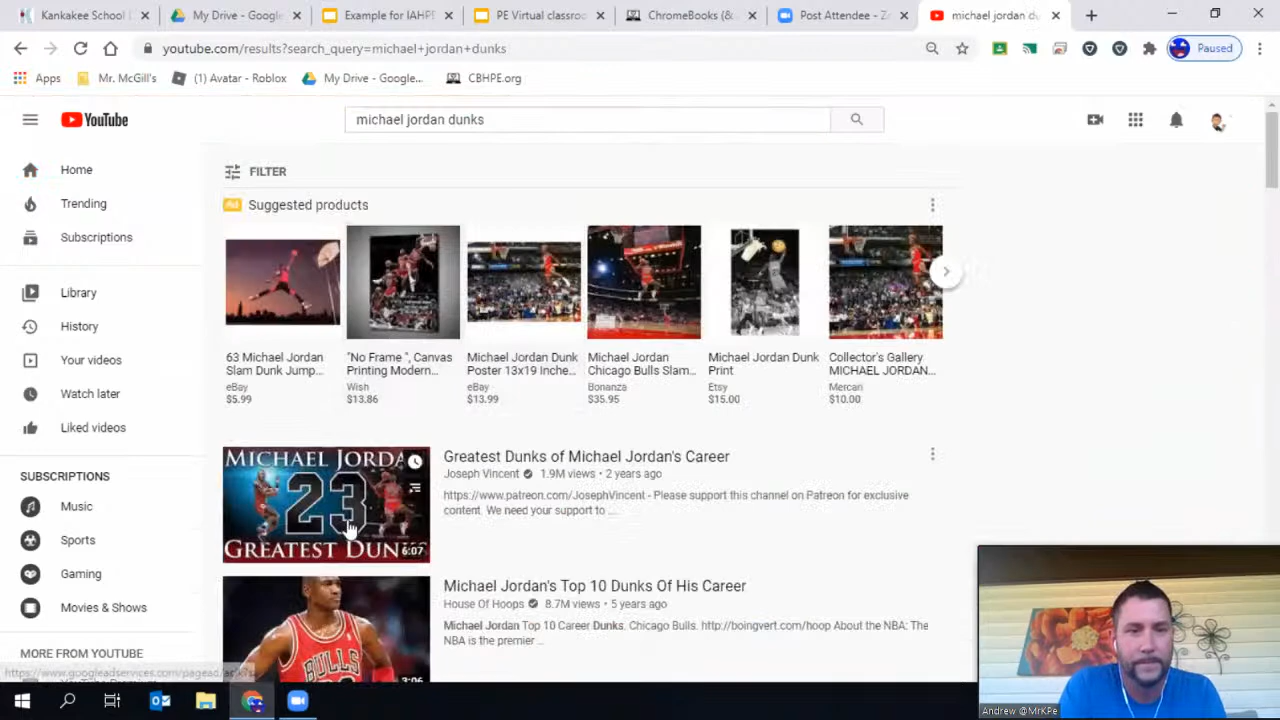 Kankakee School D
My Drive - Google
Example for IAHPE
PE Virtual classroo
ChromeBooks (&
Post Attendee - Z
michael jordan du
youtube.com/results?search_query=michael+jordan+dunks
Paused
Apps
Mr. McGill's
(1) Avatar - Roblox
My Drive - Google...
CBHPE.org
YouTube
michael jordan dunks
Home
Trending
Subscriptions
Library
History
Your videos
Watch later
Liked videos
SUBSCRIPTIONS
Music
Sports
Gaming
Movies & Shows
MORE FROM YOUTUBE
FILTER
Ad Suggested products
63 Michael Jordan
Slam Dunk Jump...
eBay
$5.99
"No Frame ", Canvas
Printing Modern...
Wish
$13.86
Michael Jordan Dunk
Poster 13x19 Inche...
eBay
$13.99
Michael Jordan
Chicago Bulls Slam...
Bonanza
$35.95
Michael Jordan Dunk
Print
Etsy
$15.00
Collector's Gallery
MICHAEL JORDAN...
Mercari
$10.00
MICHAEL JORDA
23
GREATEST DUNKS
6:07
Greatest Dunks of Michael Jordan's Career
Joseph Vincent 1.9M views • 2 years ago
https://www.patreon.com/JosephVincent - Please support this channel on Patreon for exclusive
content. We need your support to ...
BULLS
3:06
Michael Jordan's Top 10 Dunks Of His Career
House Of Hoops 8.7M views • 5 years ago
Michael Jordan Top 10 Career Dunks. Chicago Bulls. http://boingvert.com/hoop About the NBA: The
NBA is the premier ...
Andrew @MrKPe